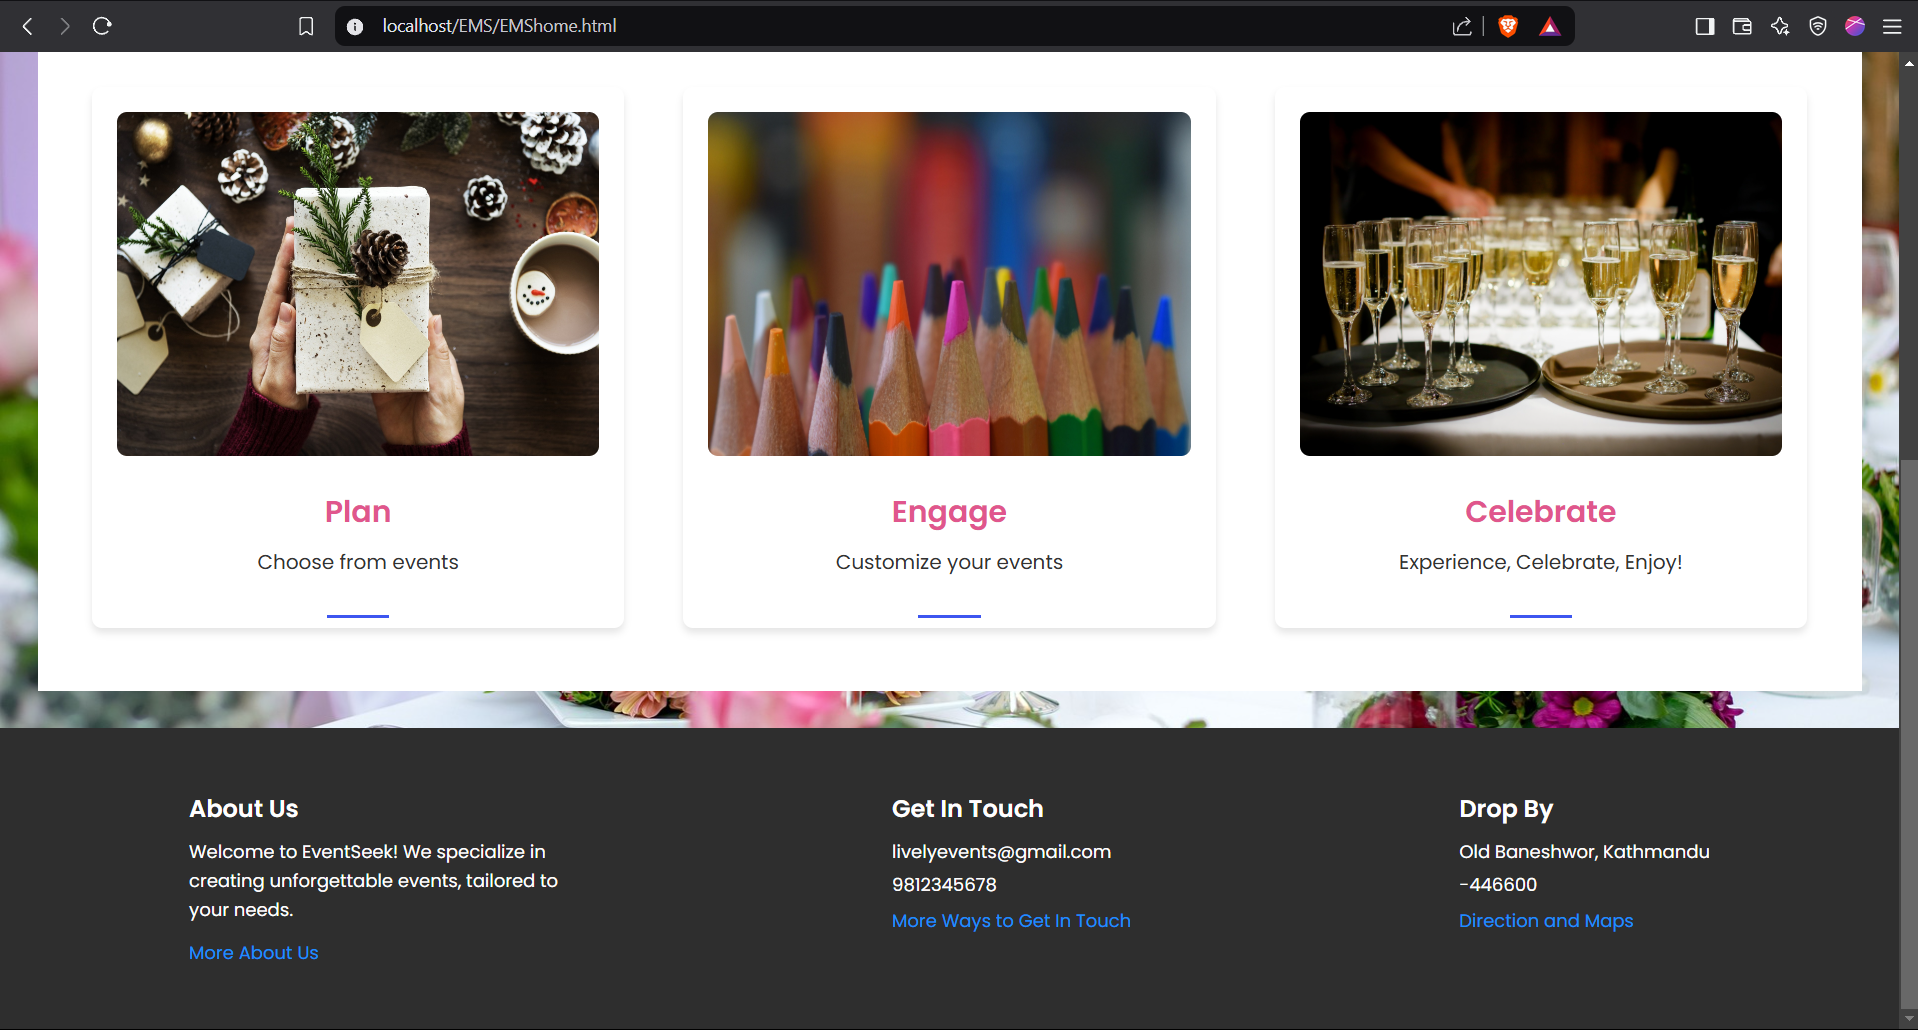 localhost/EMS/EMShome.html
Plan
Choose from events
Engage
Customize your events
Celebrate
Experience, Celebrate, Enjoy!
About Us
Welcome to EventSeek! We specialize in
creating unforgettable events, tailored to
your needs.
More About Us
Get In Touch
livelyevents@gmail.com
9812345678
More Ways to Get In Touch
Drop By
Old Baneshwor, Kathmandu
-446600
Direction and Maps